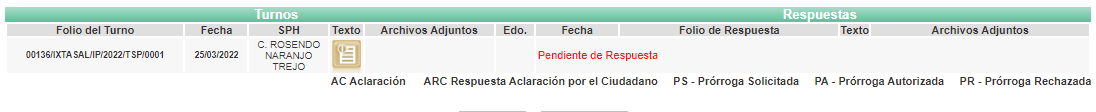 Turnos Respuestas
Folio del Turno Fecha SPH Texto Archivos Adjuntos Edo. Fecha Folio de Respuesta Texto Archivos Adjuntos
00136/IXTASAL/IP/2022/TSP/0001 25/03/2022 C. ROSENDO NARANJO TREJO Pendiente de Respuesta
AC Aclaración ARC Respuesta Aclaración por el Ciudadano PS - Prórroga Solicitada PA - Prórroga Autorizada PR - Prórroga Rechazada